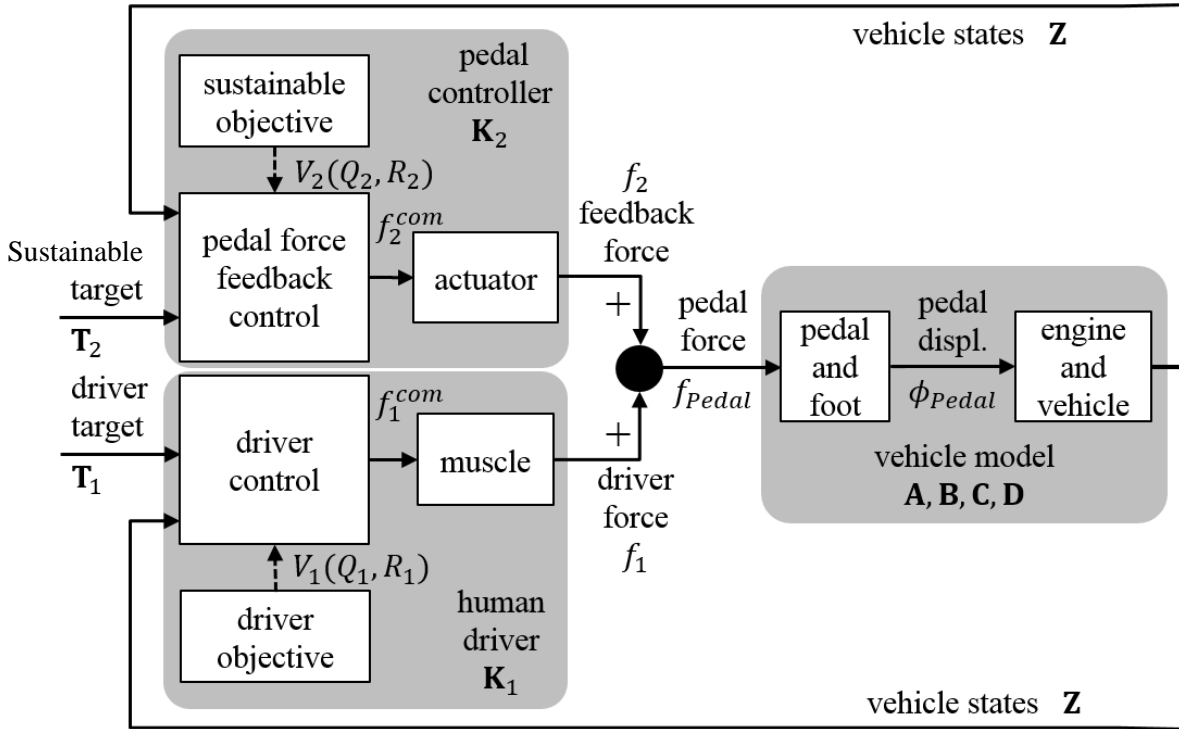 vehicle states Z
pedal
controller
K₂
sustainable
objective
V₂(Q₂, R₂)
Sustainable
target
T₂
pedal force
feedback
control
f₂ᶜᵒᵐ
actuator
f₂
feedback
force
+
driver
target
T₁
driver
control
f₁ᶜᵒᵐ
muscle
+
driver
force
f₁
V₁(Q₁, R₁)
driver
objective
human
driver
K₁
pedal
force
f_Pedal
pedal
and
foot
pedal
displ.
ϕ_Pedal
engine
and
vehicle
vehicle model
A, B, C, D
vehicle states Z